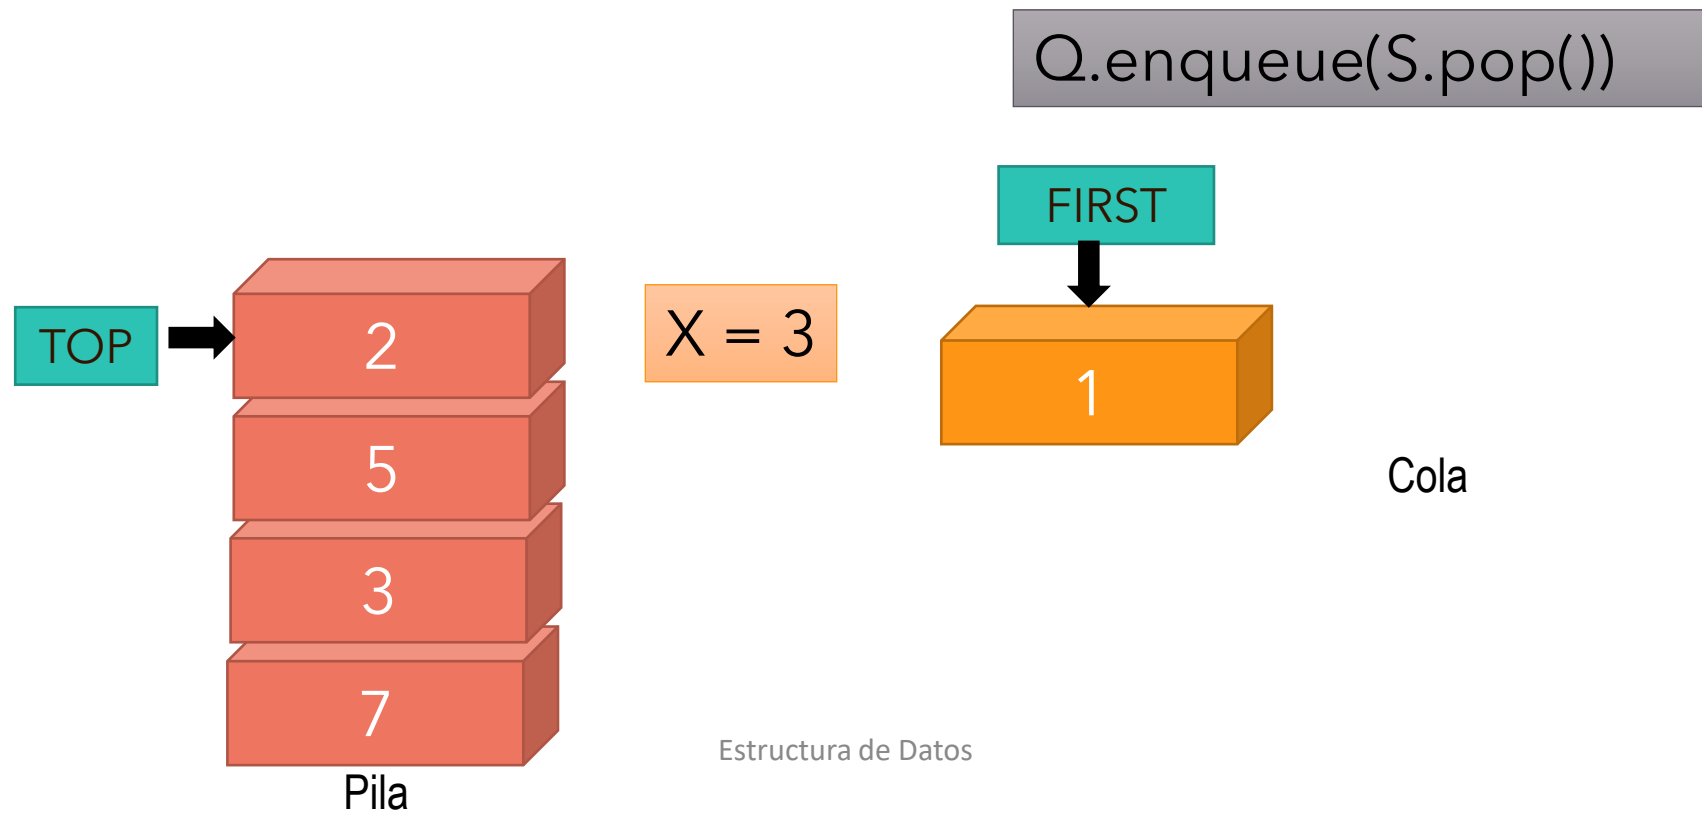 Q.enqueue(S.pop())
FIRST
TOP
2
X = 3
1
5
Cola
3
7
Estructura de Datos
Pila